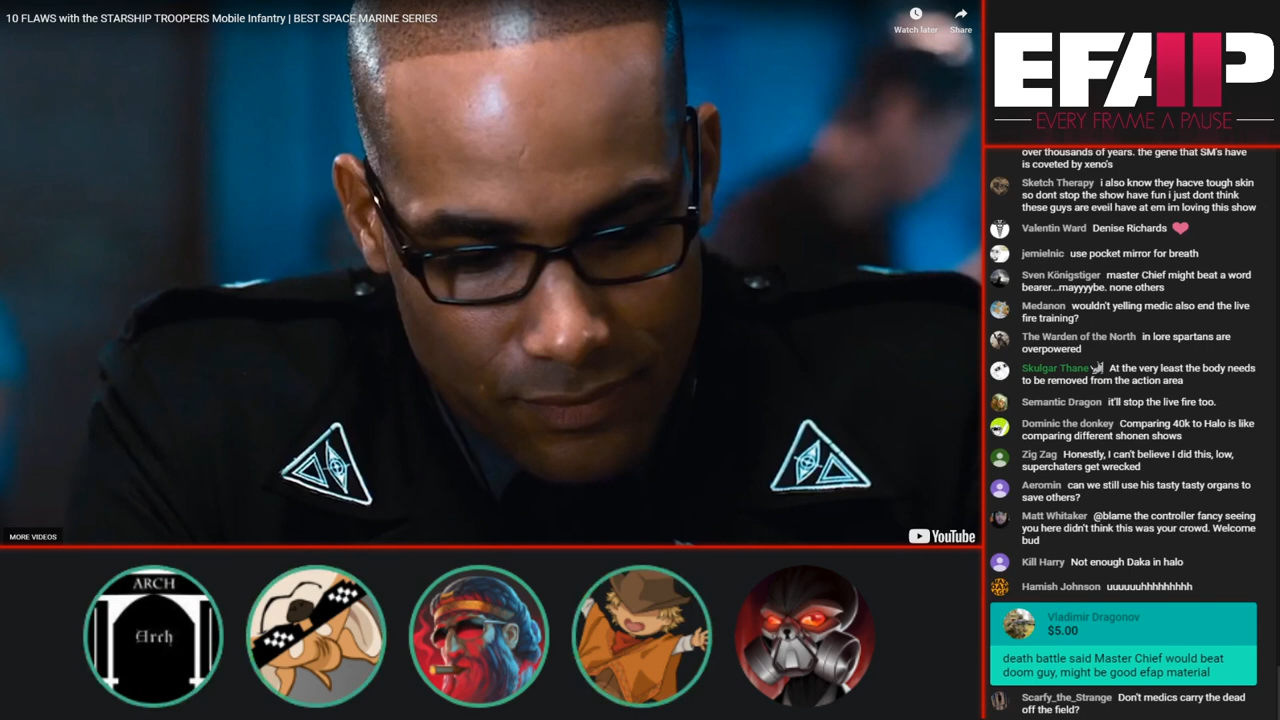 10 FLAWS with the STARSHIP TROOPERS Mobile Infantry | BEST SPACE MARINE SERIES
Watch later
Share
MORE VIDEOS
YouTube
ARCH
Arch
EFAP
EVERY FRAME A PAUSE
over thousands of years. the gene that SM's have
is coveted by xeno's
Sketch Therapy i also know they hacve tough skin
so dont stop the show have fun i just dont think
these guys are eveil have at em im loving this show
Valentin Ward Denise Richards
jemielnic use pocket mirror for breath
Sven Königstiger master Chief might beat a word
bearer...mayyyybe. none others
Medanon wouldn't yelling medic also end the live
fire training?
The Warden of the North in lore spartans are
overpowered
Skulgar Thane At the very least the body needs
to be removed from the action area
Semantic Dragon it'll stop the live fire too.
Dominic the donkey Comparing 40k to Halo is like
comparing different shonen shows
Zig Zag Honestly, I can't believe I did this, low,
superchaters get wrecked
Aeromin can we still use his tasty tasty organs to
save others?
Matt Whitaker @blame the controller fancy seeing
you here didn't think this was your crowd. Welcome
bud
Kill Harry Not enough Daka in halo
Hamish Johnson uuuuuuhhhhhhhhh
Vladimir Dragonov
$5.00
death battle said Master Chief would beat
doom guy, might be good efap material
Scarfy_the_Strange Don't medics carry the dead
off the field?